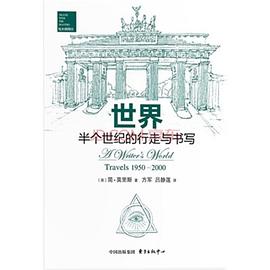 世界
半个世纪的行走与书写
A Writer's World
Travels 1950－2000
[英] 简·莫里斯 著 方军 吕静莲 译
中国出版集团 东方出版中心